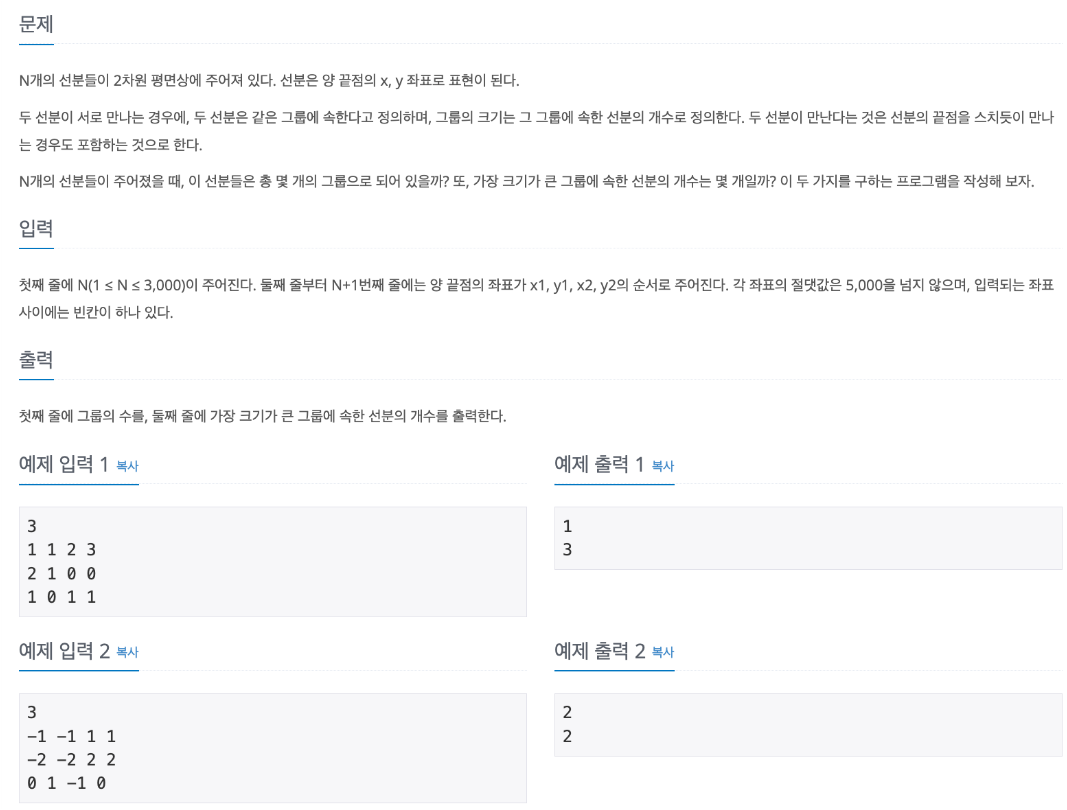 문제
N개의 선분들이 2차원 평면상에 주어져 있다. 선분은 양 끝점의 x, y 좌표로 표현이 된다.
두 선분이 서로 만나는 경우에, 두 선분은 같은 그룹에 속한다고 정의하며, 그룹의 크기는 그 그룹에 속한 선분의 개수로 정의한다. 두 선분이 만난다는 것은 선분의 끝점을 스치듯이 만나
는 경우도 포함하는 것으로 한다.
N개의 선분들이 주어졌을 때, 이 선분들은 총 몇 개의 그룹으로 되어 있을까? 또, 가장 크기가 큰 그룹에 속한 선분의 개수는 몇 개일까? 이 두 가지를 구하는 프로그램을 작성해 보자.
입력
첫째 줄에 N(1 ≤ N ≤ 3,000)이 주어진다. 둘째 줄부터 N+1번째 줄에는 양 끝점의 좌표가 x1, y1, x2, y2의 순서로 주어진다. 각 좌표의 절댓값은 5,000을 넘지 않으며, 입력되는 좌표
사이에는 빈칸이 하나 있다.
출력
첫째 줄에 그룹의 수를, 둘째 줄에 가장 크기가 큰 그룹에 속한 선분의 개수를 출력한다.
예제 입력 1 복사
3
1 1 2 3
2 1 0 0
1 0 1 1
예제 출력 1 복사
1
3
예제 입력 2 복사
3
-1 -1 1 1
-2 -2 2 2
0 1 -1 0
예제 출력 2 복사
2
2